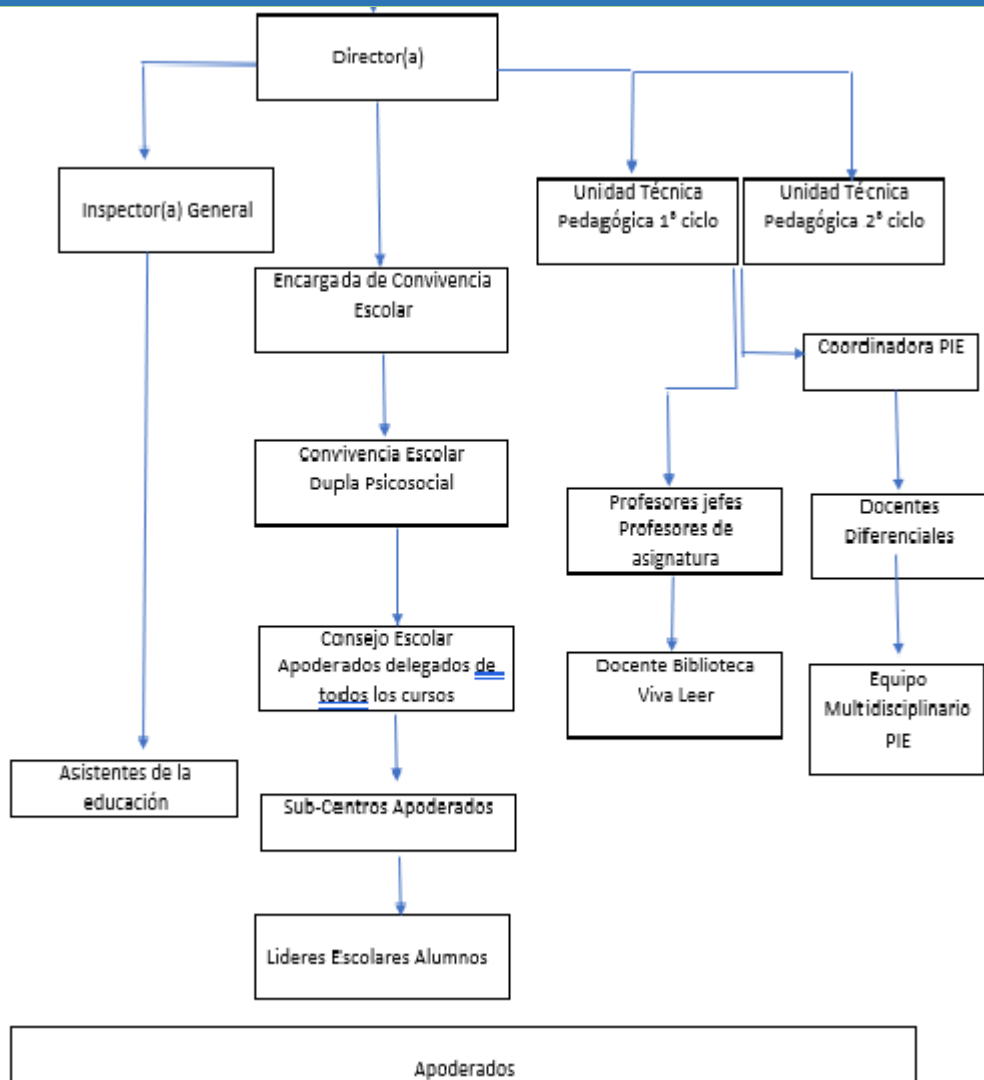 Director(a)
Inspector(a) General
Unidad Técnica
Pedagógica 1° ciclo
Unidad Técnica
Pedagógica 2° ciclo
Encargada de Convivencia
Escolar
Coordinadora PIE
Convivencia Escolar
Dupla Psicosocial
Profesores jefes
Profesores de
asignatura
Docentes
Diferenciales
Consejo Escolar
Apoderados delegados de
todos los cursos
Docente Biblioteca
Viva Leer
Equipo
Multidisciplinario
PIE
Asistentes de la
educación
Sub-Centros Apoderados
Lideres Escolares Alumnos
Apoderados